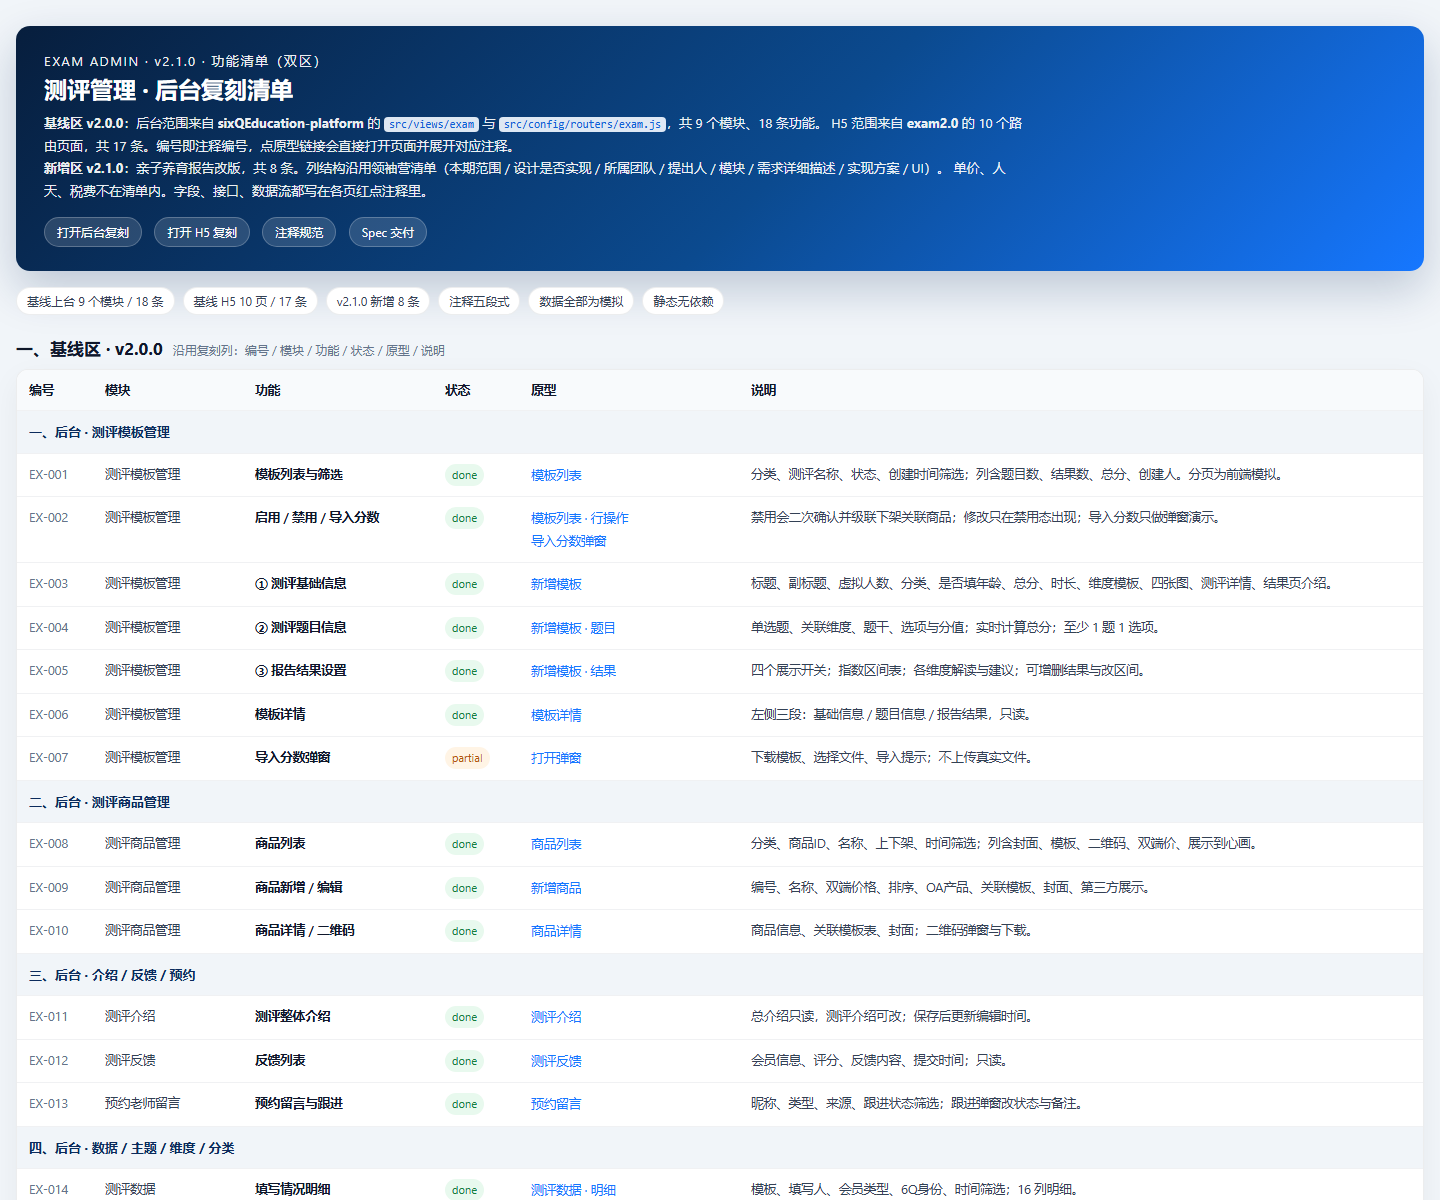 EXAM ADMIN · v2.1.0 · 功能清单（双区）
测评管理 · 后台复刻清单
基线区 v2.0.0：后台范围来自 sixQEducation-platform 的 src/views/exam 与 src/config/routers/exam.js，共 9 个模块、18 条功能。 H5 范围来自 exam2.0 的 10 个路
由页面，共 17 条。编号即注释编号，点原型链接会直接打开页面并展开对应注释。
新增区 v2.1.0：亲子养育报告改版，共 8 条。列结构沿用领袖营清单（本期范围 / 设计是否实现 / 所属团队 / 提出人 / 模块 / 需求详细描述 / 实现方案 / UI）。 单价、人
天、税费不在清单内。字段、接口、数据流都写在各页红点注释里。
打开后台复刻 打开 H5 复刻 注释规范 Spec 交付
基线上台 9 个模块 / 18 条 基线 H5 10 页 / 17 条 v2.1.0 新增 8 条 注释五段式 数据全部为模拟 静态无依赖
一、基线区 · v2.0.0 沿用复刻列：编号 / 模块 / 功能 / 状态 / 原型 / 说明
编号 模块 功能 状态 原型 说明
一、后台 · 测评模板管理
EX-001 测评模板管理 模板列表与筛选 done 模板列表 分类、测评名称、状态、创建时间筛选；列含题目数、结果数、总分、创建人。分页为前端模拟。
EX-002 测评模板管理 启用 / 禁用 / 导入分数 done 模板列表 · 行操作 禁用会二次确认并级联下架关联商品；修改只在禁用态出现；导入分数只做弹窗演示。
导入分数弹窗
EX-003 测评模板管理 ① 测评基础信息 done 新增模板 标题、副标题、虚拟人数、分类、是否填年龄、总分、时长、维度模板、四张图、测评详情、结果页介绍。
EX-004 测评模板管理 ② 测评题目信息 done 新增模板 · 题目 单选题、关联维度、题干、选项与分值；实时计算总分；至少 1 题 1 选项。
EX-005 测评模板管理 ③ 报告结果设置 done 新增模板 · 结果 四个展示开关；指数区间表；各维度解读与建议；可增删结果与改区间。
EX-006 测评模板管理 模板详情 done 模板详情 左侧三段：基础信息 / 题目信息 / 报告结果，只读。
EX-007 测评模板管理 导入分数弹窗 partial 打开弹窗 下载模板、选择文件、导入提示；不上传真实文件。
二、后台 · 测评商品管理
EX-008 测评商品管理 商品列表 done 商品列表 分类、商品ID、名称、上下架、时间筛选；列含封面、模板、二维码、双端价、展示到心画。
EX-009 测评商品管理 商品新增 / 编辑 done 新增商品 编号、名称、双端价格、排序、OA产品、关联模板、封面、第三方展示。
EX-010 测评商品管理 商品详情 / 二维码 done 商品详情 商品信息、关联模板表、封面；二维码弹窗与下载。
三、后台 · 介绍 / 反馈 / 预约
EX-011 测评介绍 测评整体介绍 done 测评介绍 总介绍只读，测评介绍可改；保存后更新编辑时间。
EX-012 测评反馈 反馈列表 done 测评反馈 会员信息、评分、反馈内容、提交时间；只读。
EX-013 预约老师留言 预约留言与跟进 done 预约留言 昵称、类型、来源、跟进状态筛选；跟进弹窗改状态与备注。
四、后台 · 数据 / 主题 / 维度 / 分类
EX-014 测评数据 填写情况明细 done 测评数据 · 明细 模板、填写人、会员类型、6Q身份、时间筛选；16 列明细。